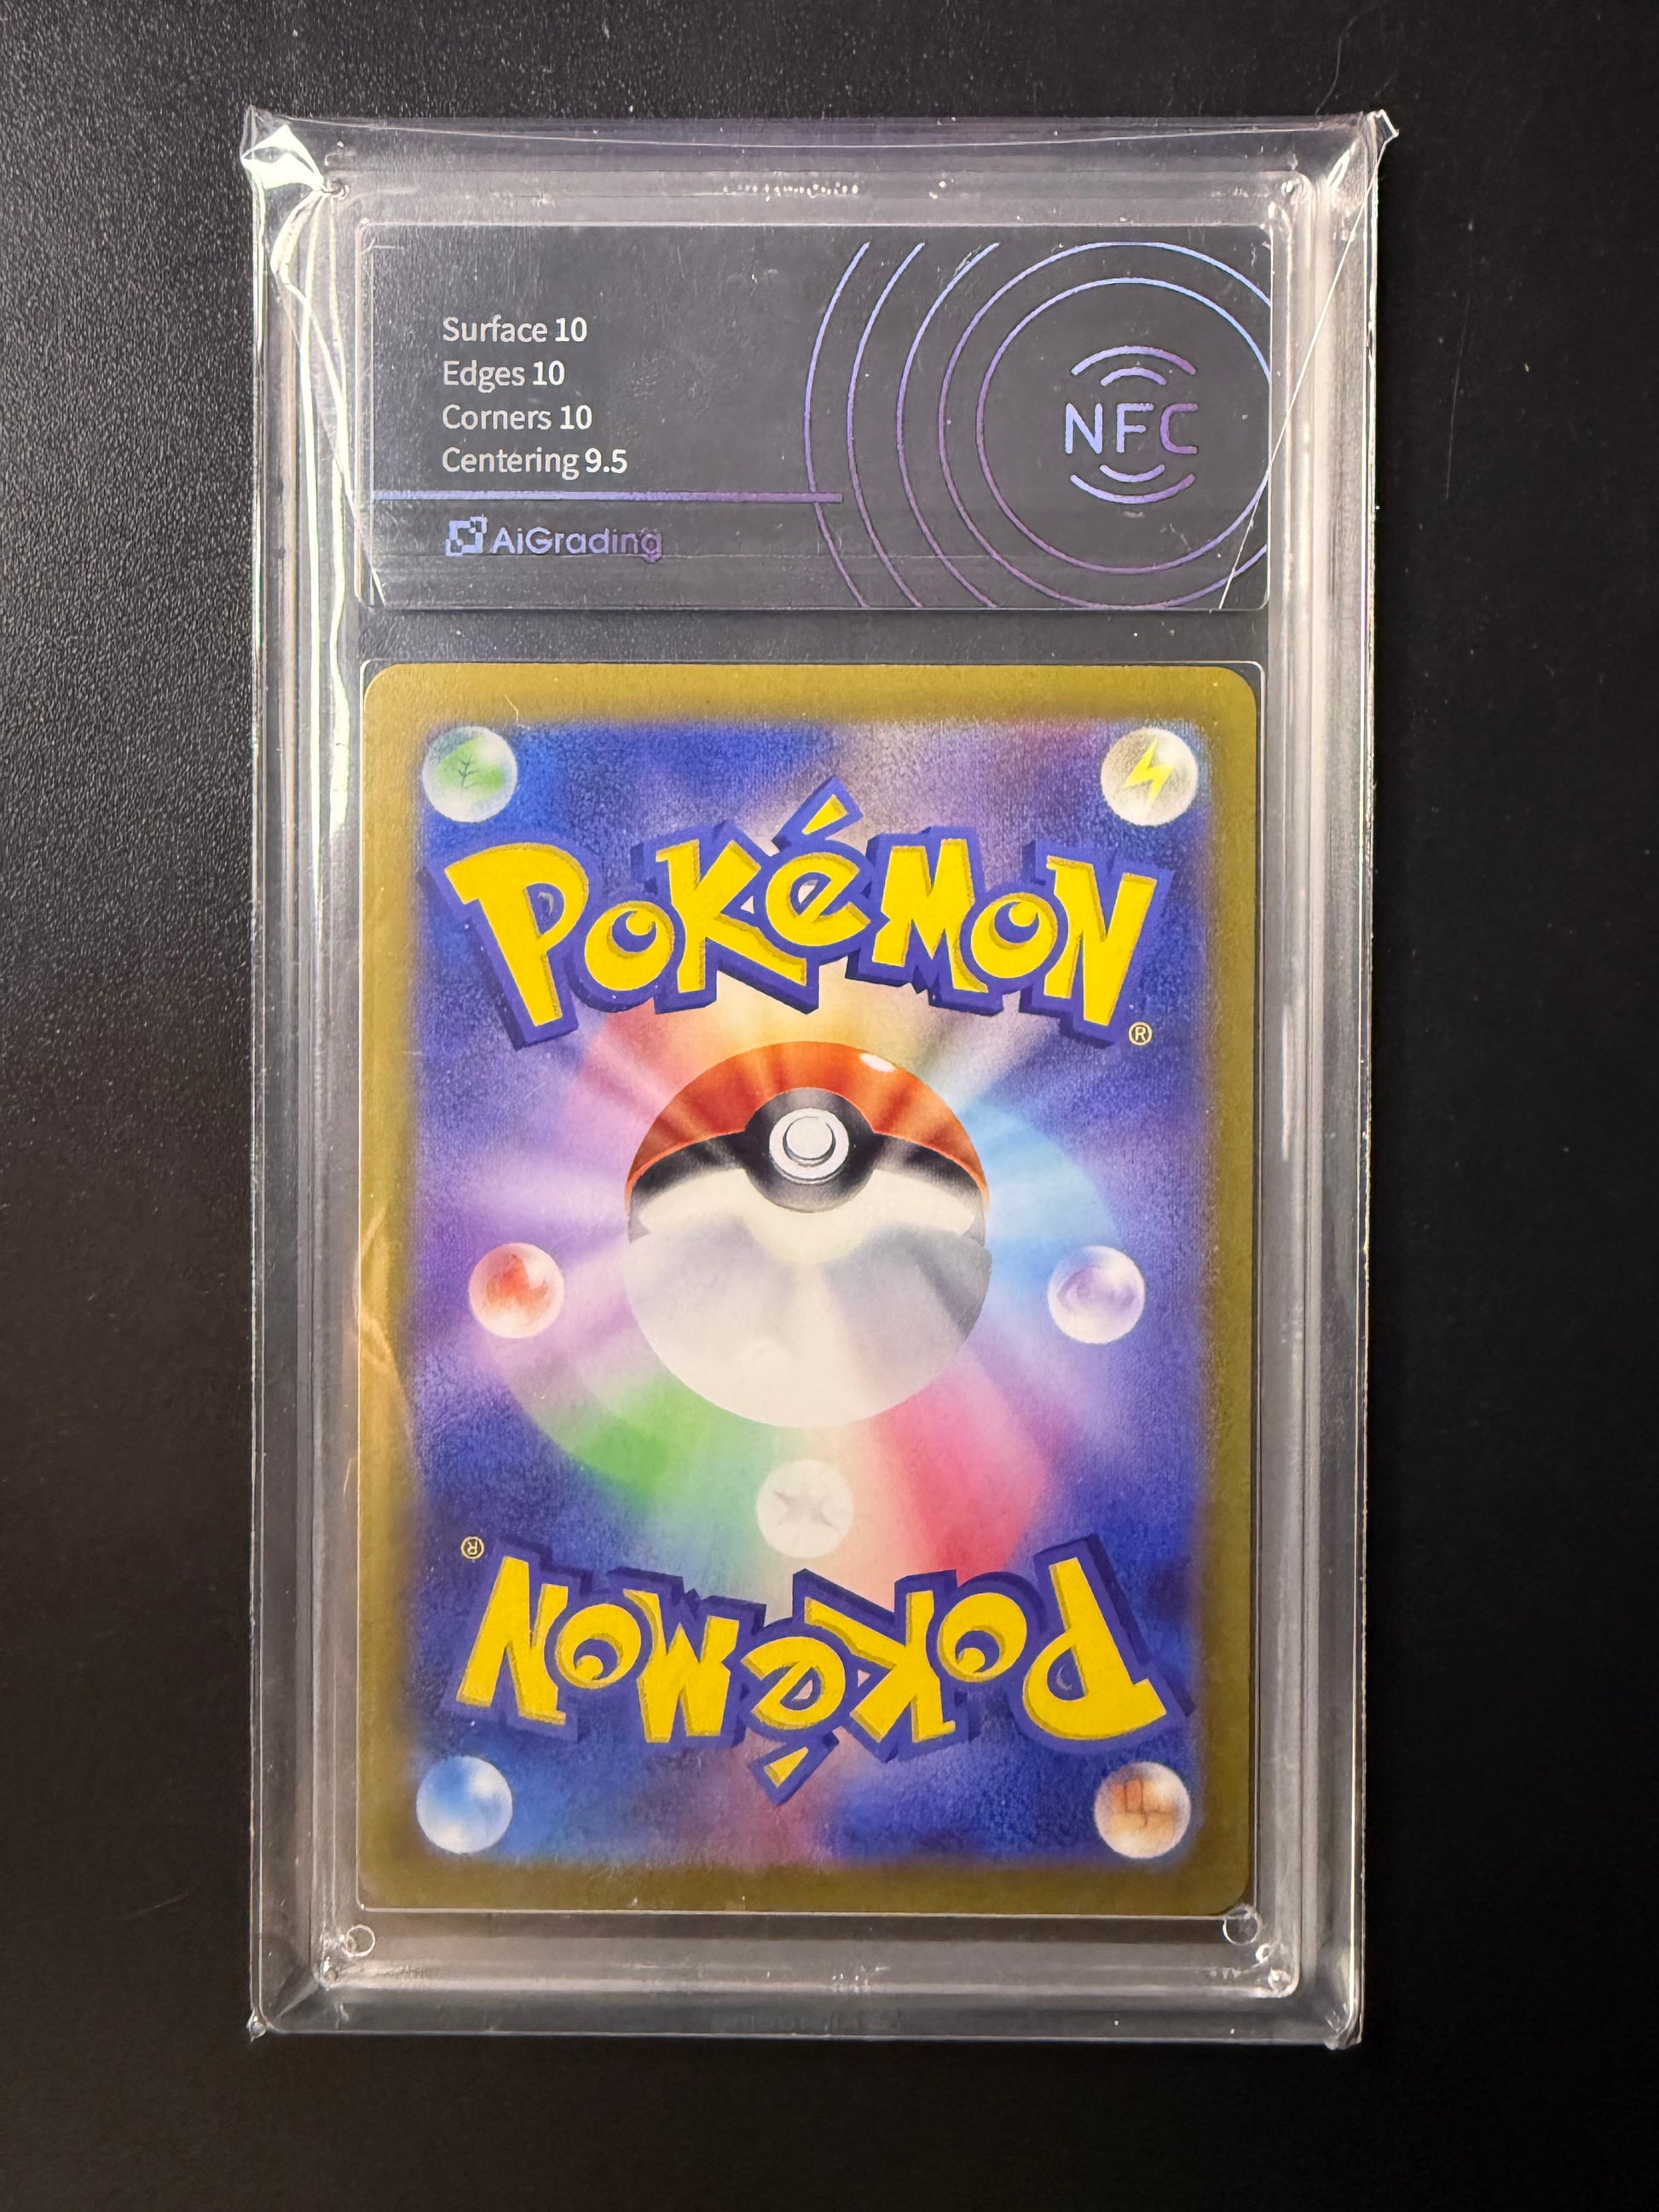 Surface 10
Edges 10
Corners 10
Centering 9.5
AiGrading
NFC
POKéMON
®
®
POKéMON